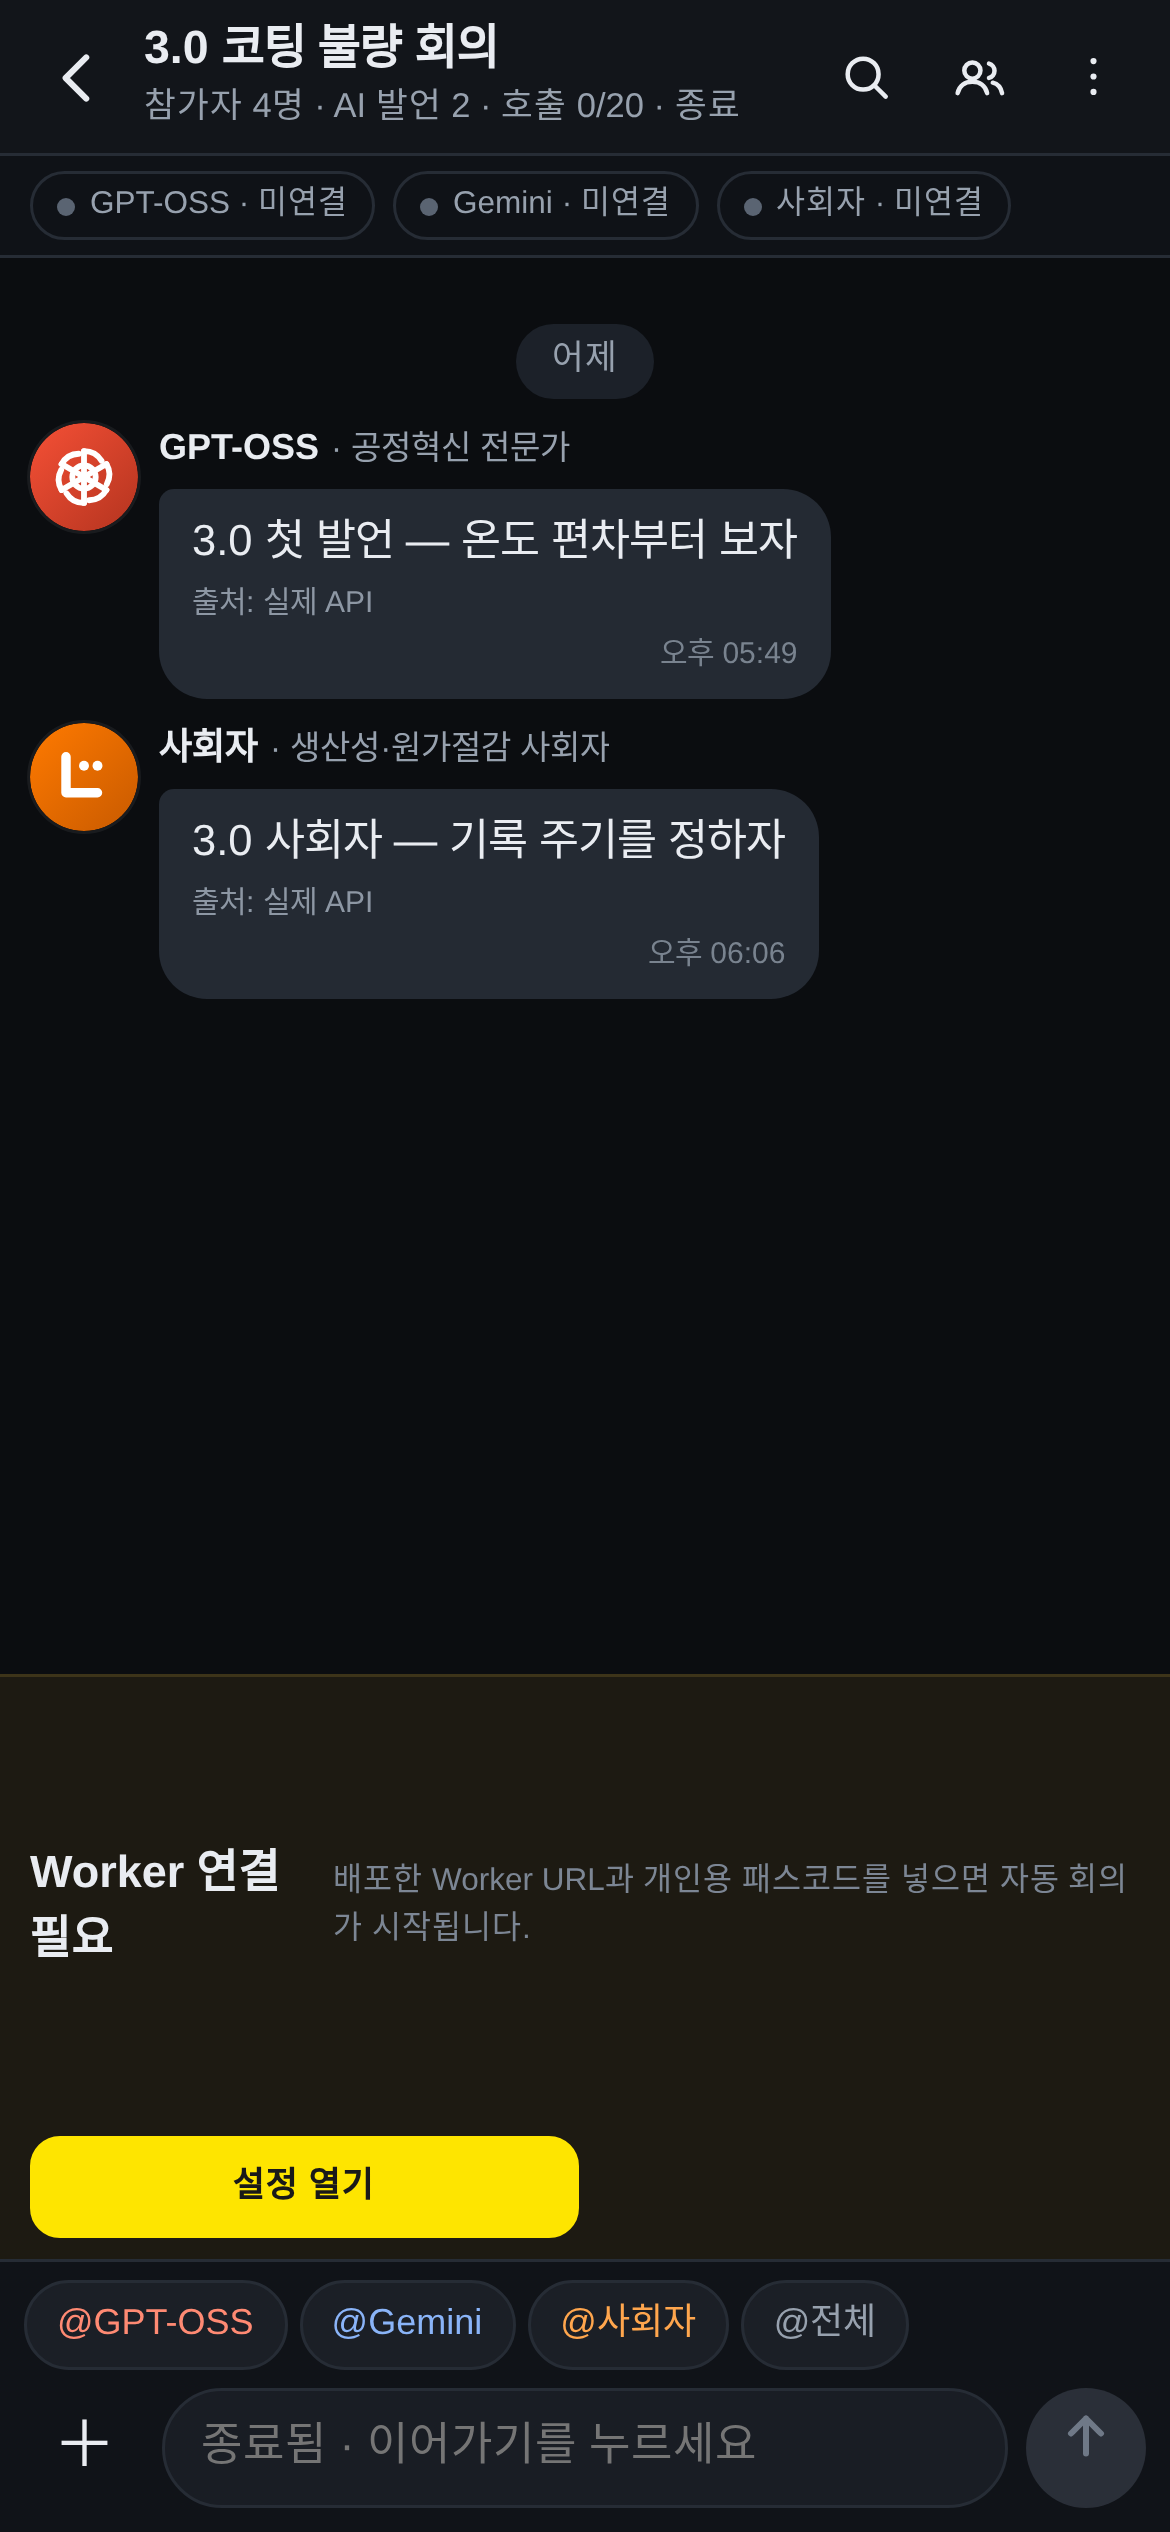 3.0 코팅 불량 회의
참가자 4명 · AI 발언 2 · 호출 0/20 · 종료
GPT-OSS · 미연결
Gemini · 미연결
사회자 · 미연결
어제
GPT-OSS · 공정혁신 전문가
3.0 첫 발언 — 온도 편차부터 보자
출처: 실제 API
오후 05:49
사회자 · 생산성·원가절감 사회자
3.0 사회자 — 기록 주기를 정하자
출처: 실제 API
오후 06:06
Worker 연결
필요
배포한 Worker URL과 개인용 패스코드를 넣으면 자동 회의
가 시작됩니다.
설정 열기
@GPT-OSS
@Gemini
@사회자
@전체
종료됨 · 이어가기를 누르세요